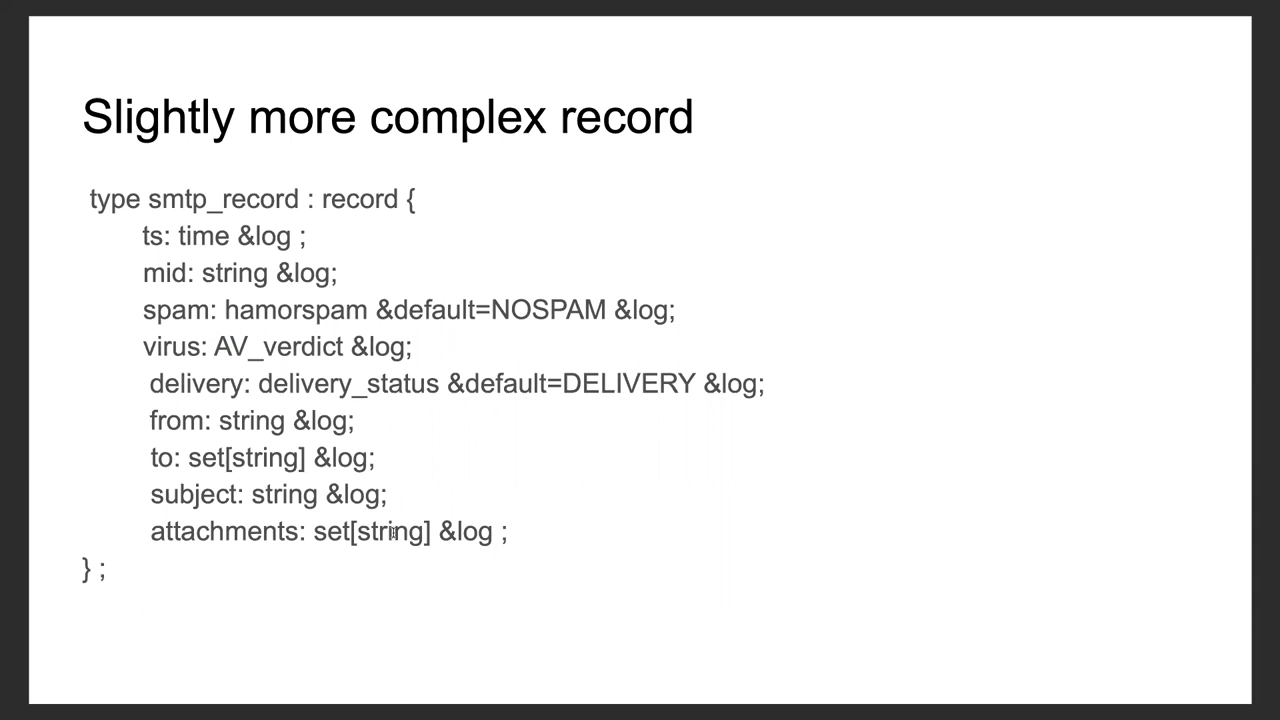 Slightly more complex record
type smtp_record : record {
ts: time &log ;
mid: string &log;
spam: hamorspam &default=NOSPAM &log;
virus: AV_verdict &log;
delivery: delivery_status &default=DELIVERY &log;
from: string &log;
to: set[string] &log;
subject: string &log;
attachments: set[string] &log ;
} ;